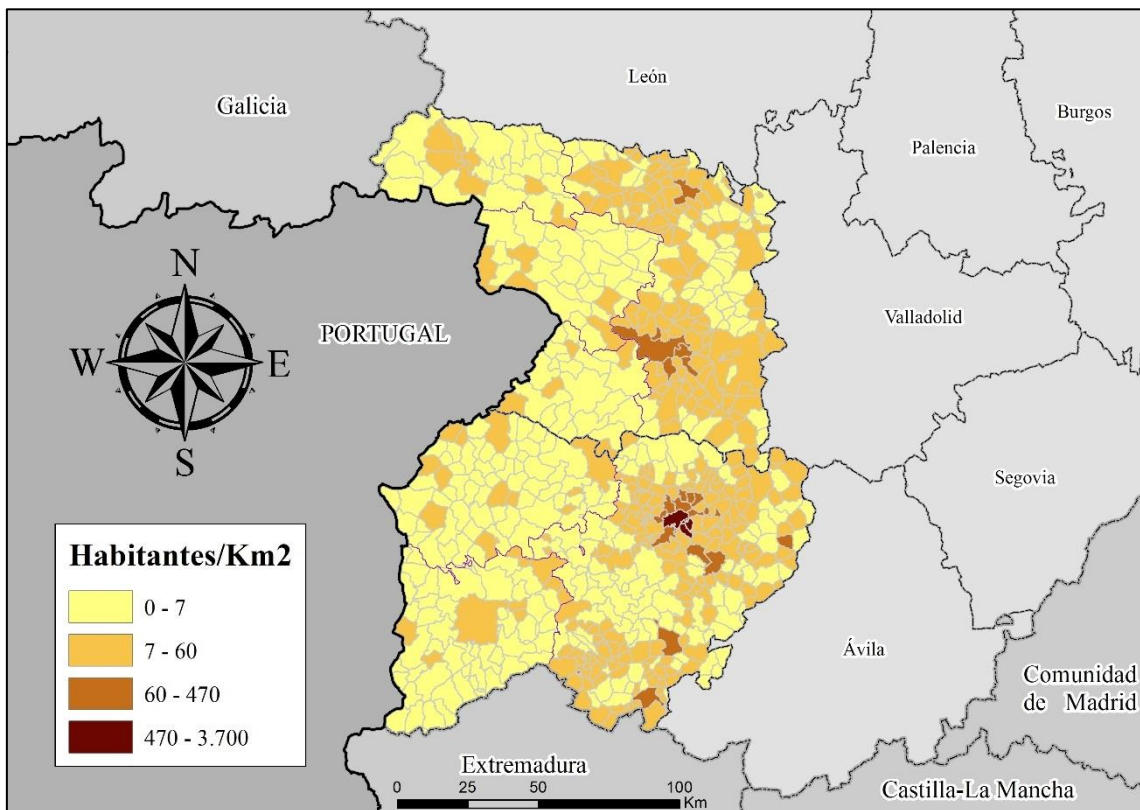 León
Galicia
Burgos
Palencia
N
PORTUGAL
Valladolid
W
E
S
Segovia
Habitantes/Km2
0 - 7
7 - 60
60 - 470
470 - 3.700
Ávila
Comunidad
de Madrid
Extremadura
Castilla-La Mancha
0 25 50 100
Km